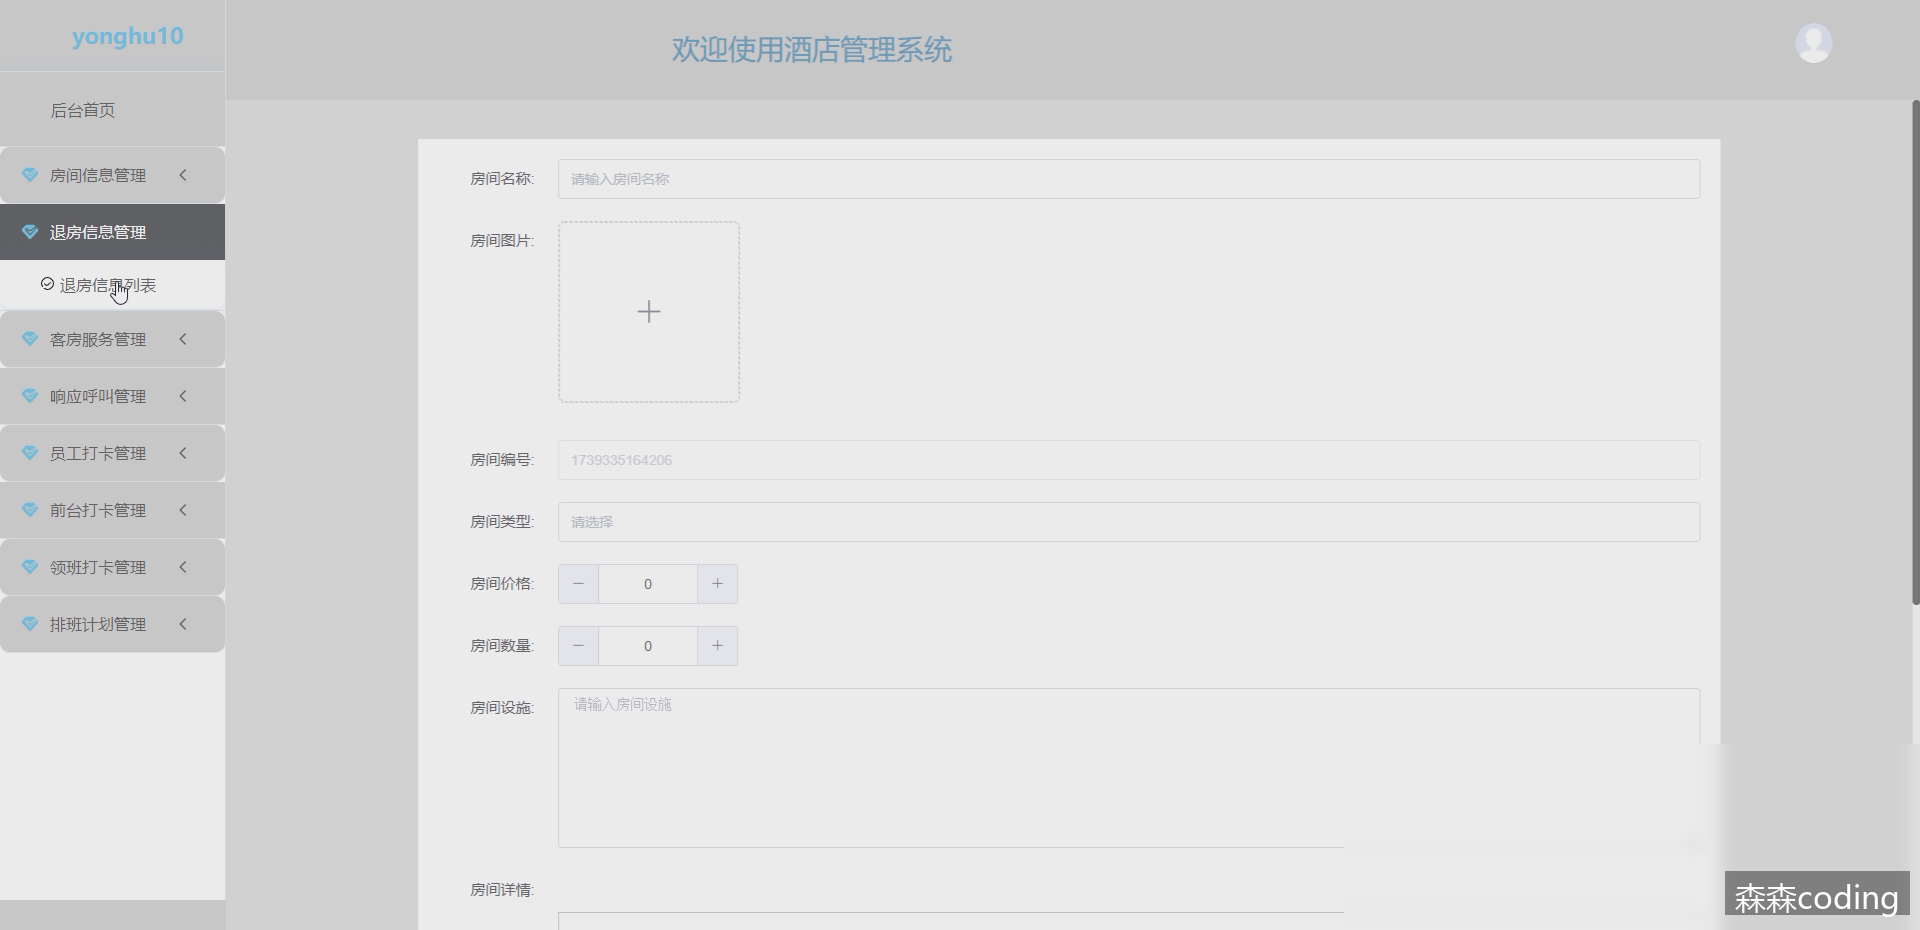 yonghu10
欢迎使用酒店管理系统
后台首页
房间信息管理
退房信息管理
退房信息列表
客房服务管理
响应呼叫管理
员工打卡管理
前台打卡管理
领班打卡管理
排班计划管理
房间名称:
请输入房间名称
房间图片:
房间编号:
1739335164206
房间类型:
请选择
房间价格:
0
房间数量:
0
房间设施:
请输入房间设施
房间详情:
森森coding